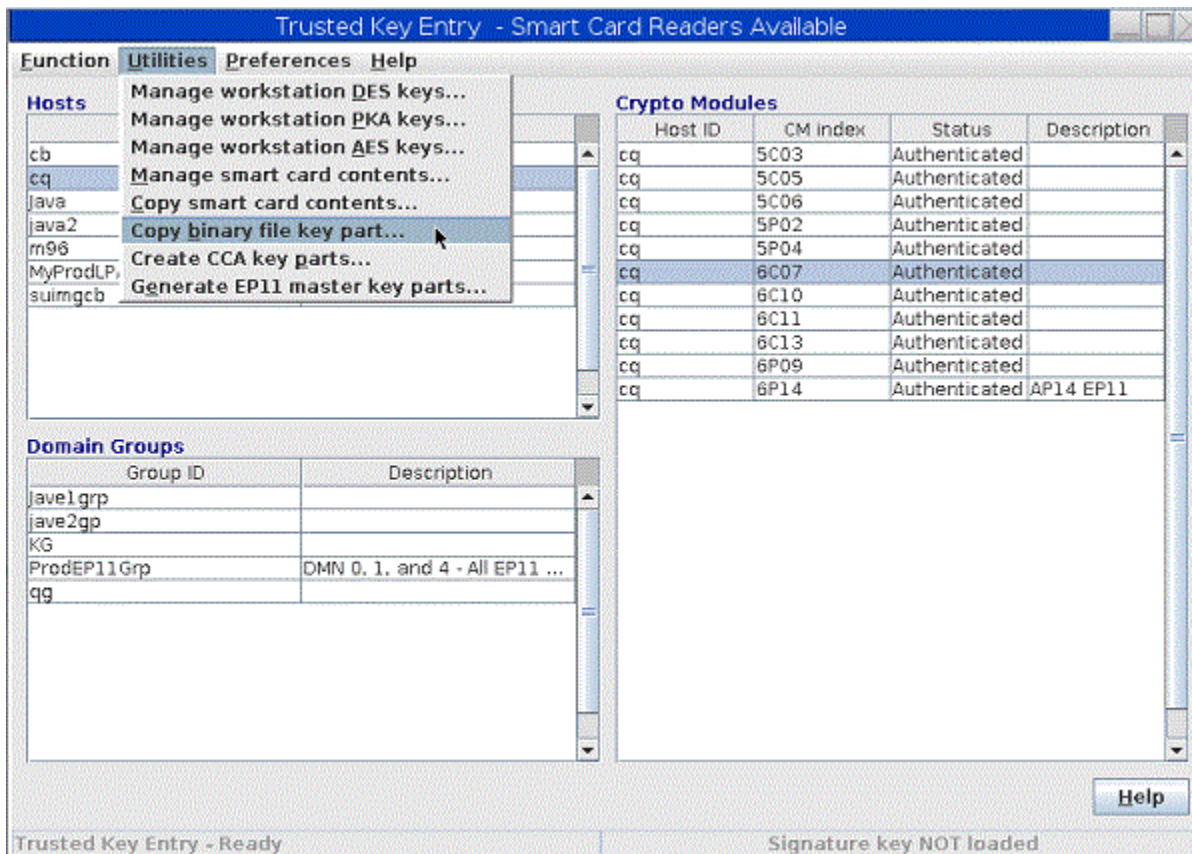 Trusted Key Entry - Smart Card Readers Available
Function Utilities Preferences Help
Manage workstation DES keys...
Manage workstation PKA keys...
Manage workstation AES keys...
Manage smart card contents...
Copy smart card contents...
Copy binary file key part...
Create CCA key parts...
Generate EP11 master key parts...
Hosts
cb
cq
Java
java2
m96
MyProdLP
suimgcb
Domain Groups
Group ID Description
Jave1grp
jave2gp
KG
ProdEP11Grp DMN 0, 1, and 4 - All EP11 ...
qg
Crypto Modules
Host ID CM index Status Description
cq 5C03 Authenticated
cq 5C05 Authenticated
cq 5C06 Authenticated
cq 5P02 Authenticated
cq 5P04 Authenticated
cq 6C07 Authenticated
cq 6C10 Authenticated
cq 6C11 Authenticated
cq 6C13 Authenticated
cq 6P09 Authenticated
cq 6P14 Authenticated AP14 EP11
Help
Trusted Key Entry - Ready Signature key NOT loaded